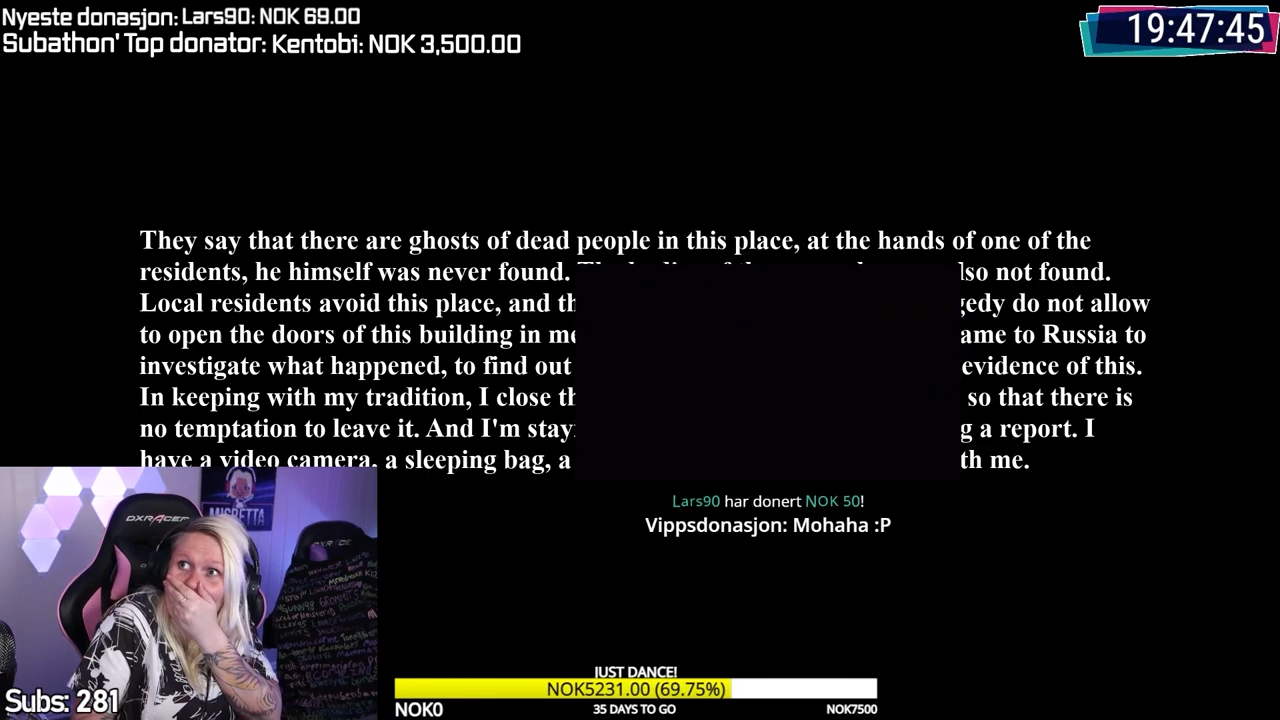 Nyeste donasjon: Lars90: NOK 69.00
Subathon' Top donator: Kentobi: NOK 3,500.00
19:47:45
They say that there are ghosts of dead people in this place, at the hands of one of the
residents, he himself was never found. lso not found.
Local residents avoid this place, and th gedy do not allow
to open the doors of this building in me ame to Russia to
investigate what happened, to find out evidence of this.
In keeping with my tradition, I close th so that there is
no temptation to leave it. And I'm stay g a report. I
have a video camera, a sleeping bag, a th me.
Lars90 har donert NOK 50!
Vippsdonasjon: Mohaha :P
MISBETTA
DXRACER
JUST DANCE!
NOK5231.00 (69.75%)
NOK0
35 DAYS TO GO
NOK7500
Subs: 281